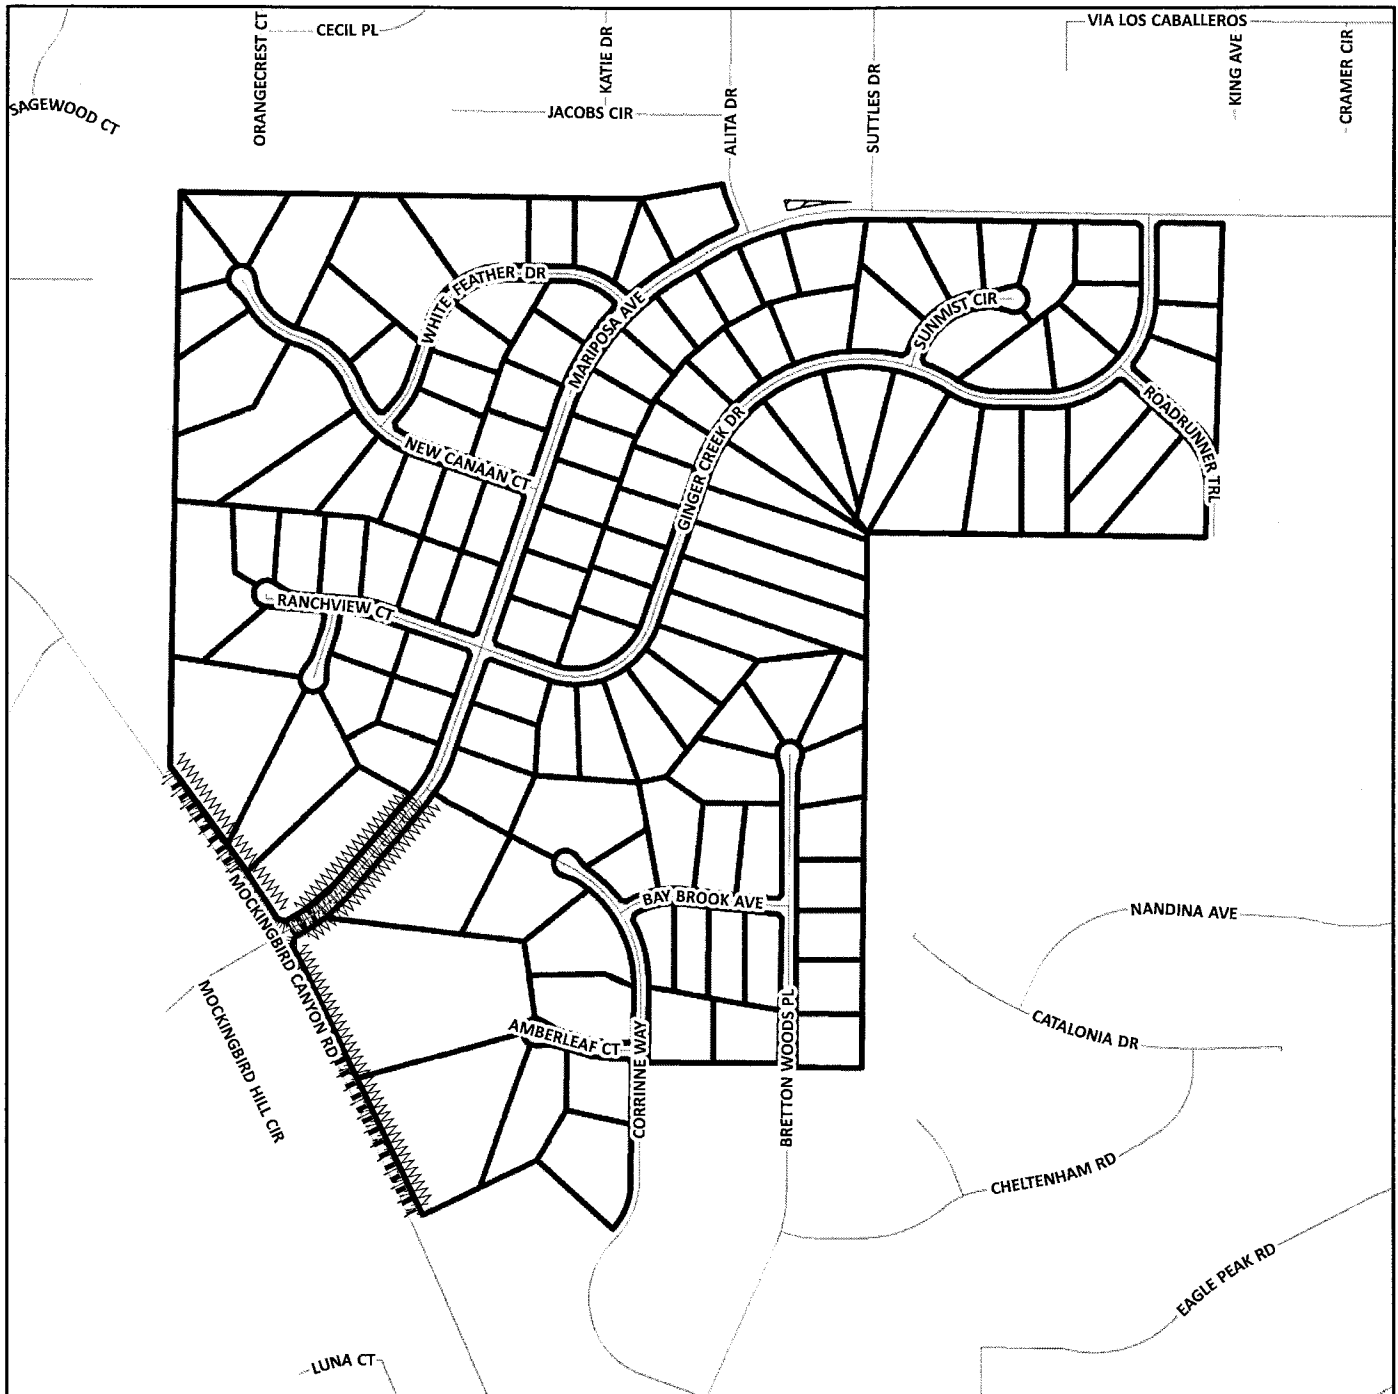 VIA LOS CABALLEROS
CECIL PL
ORANGECREST CT
KATIE DR
KING AVE
CRAMER CIR
SAGEWOOD CT
JACOBS CIR
ALITA DR
SUTTLES DR
WHITE FEATHER DR
MARIPOSA AVE
SUNMIST CIR
ROADRUNNER TRL
GINGER CREEK DR
NEW CANAAN CT
RANCHVIEW CT
BAY BROOK AVE
MOCKINGBIRD CANYON RD
NANDINA AVE
MOCKINGBIRD HILL CIR
AMBERLEAF CT
CORRINNE WAY
BRETTON WOODS PL
CATALONIA DR
CHELTENHAM RD
EAGLE PEAK RD
LUNA CT